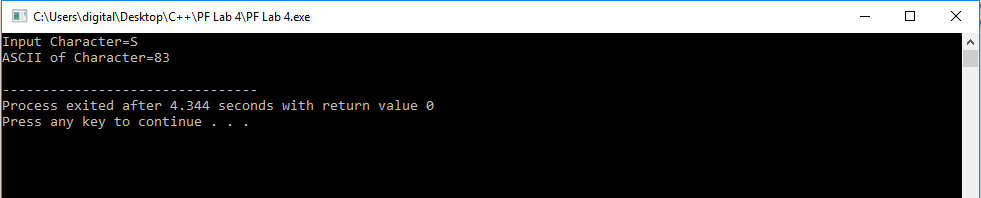 C:\Users\digital\Desktop\C++\PF Lab 4\PF Lab 4.exe
Input Character=S
ASCII of Character=83
--------------------------------
Process exited after 4.344 seconds with return value 0
Press any key to continue . . .